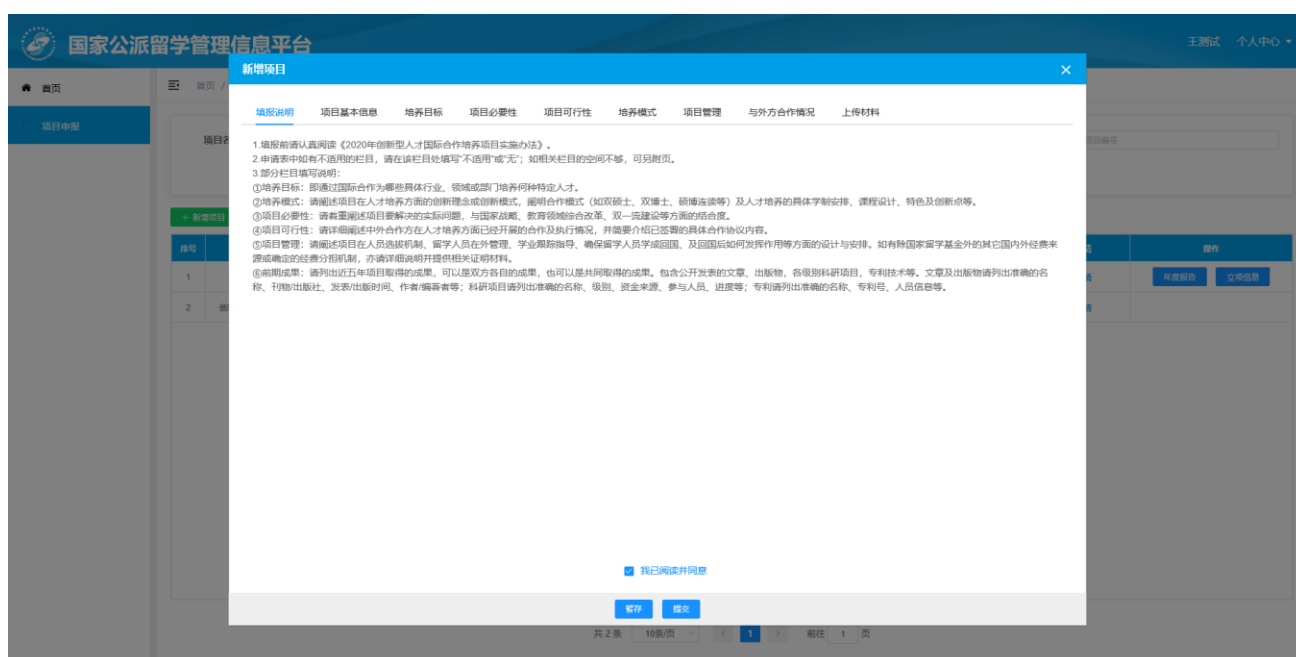 国家公派留学管理信息平台
王测试 个人中心
首页
首页 /
项目申报
新增项目
填报说明 项目基本信息 培养目标 项目必要性 项目可行性 培养模式 项目管理 与外方合作情况 上传材料
1.填报前请认真阅读《2020年创新型人才国际合作培养项目实施办法》。
2.申请表中如有不适用的栏目，请在该栏目处填写“不适用”或“无”；如相关栏目的空间不够，可另附页。
3.部分栏目填写说明：
①培养目标：即通过国际合作为哪些具体行业、领域或部门培养何种特定人才。
②培养模式：请阐述项目在人才培养方面的创新理念或创新模式，阐明合作模式（如双硕士、双博士、硕博连读等）及人才培养的具体学制安排、课程设计、特色及创新点等。
③项目必要性：请着重阐述项目要解决的实际问题，与国家战略、教育领域综合改革、双一流建设等方面的结合度。
④项目可行性：请详细阐述中外合作方在人才培养方面已经开展的合作及执行情况，并简要介绍已签署的具体合作协议内容。
⑤项目管理：请阐述项目在人员选拔机制、留学人员在外管理、学业跟踪指导、确保留学人员学成回国、及回国后如何发挥作用等方面的设计与安排。如有除国家留学基金外的其它国内外经费来
源或确定的经费分担机制，亦请详细说明并提供相关证明材料。
⑥前期成果：请列出近五年项目取得的成果，可以是双方各自的成果，也可以是共同取得的成果。包含公开发表的文章、出版物，各级别科研项目，专利技术等。文章及出版物请列出准确的名
称、刊物/出版社、发表/出版时间、作者/编著者等；科研项目请列出准确的名称、级别、资金来源、参与人员、进度等；专利请列出准确的名称、专利号、人员信息等。
项目名
项目编号
+ 新增项目
序号 操作
1 年度报告 立项信息
2 创
我已阅读并同意
暂存 提交
共 2 条 10条/页 1 前往 1 页